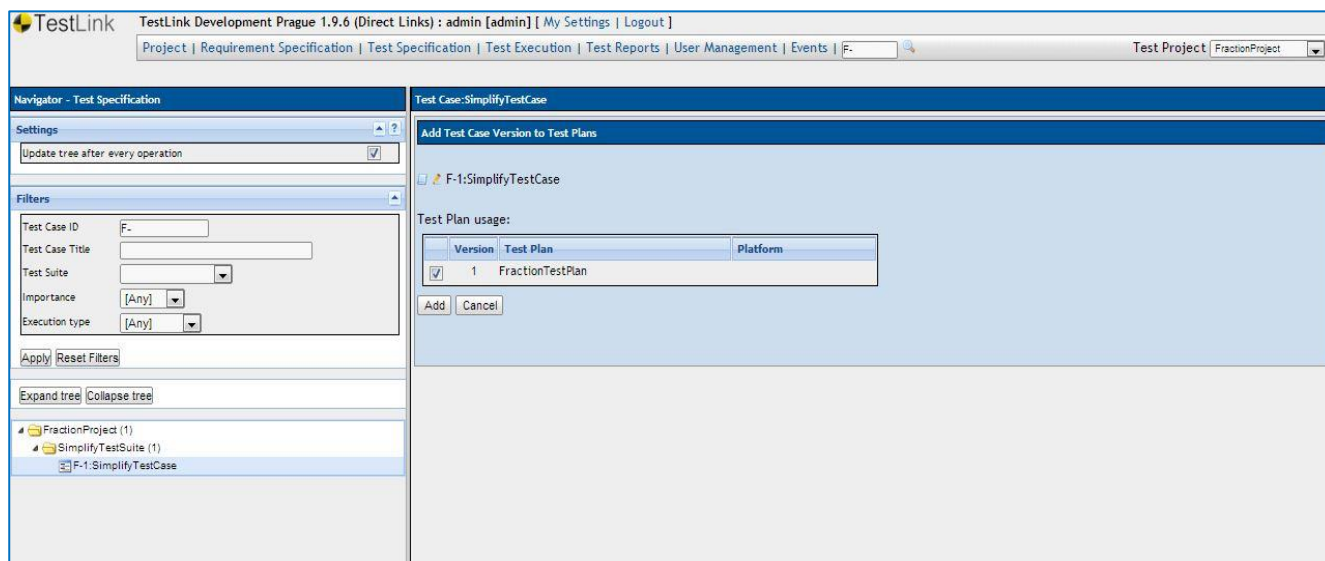 TestLink TestLink Development Prague 1.9.6 (Direct Links) : admin [admin] [ My Settings | Logout ]
Project | Requirement Specification | Test Specification | Test Execution | Test Reports | User Management | Events | F- Test Project FractionProject
Navigator - Test Specification
Settings ?
Update tree after every operation
Filters
Test Case ID F-
Test Case Title
Test Suite
Importance [Any]
Execution type [Any]
Apply Reset Filters
Expand tree Collapse tree
FractionProject (1)
SimplifyTestSuite (1)
F-1:SimplifyTestCase
Test Case:SimplifyTestCase
Add Test Case Version to Test Plans
F-1:SimplifyTestCase
Test Plan usage:
Version Test Plan Platform
1 FractionTestPlan
Add Cancel